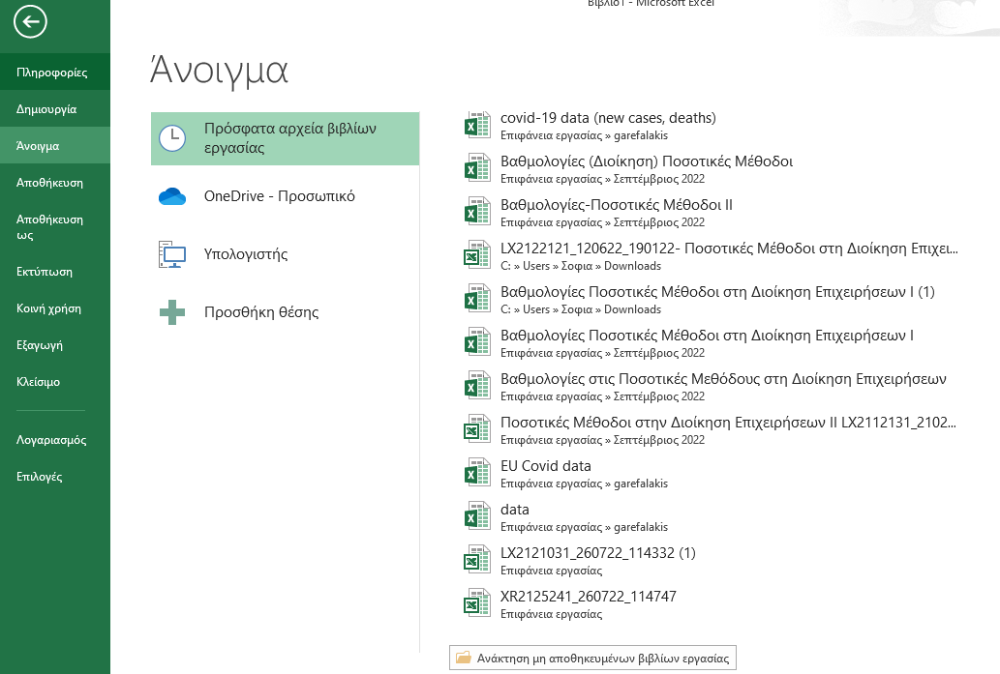 Βιβλίο1 - Microsoft Excel
Πληροφορίες
Δημιουργία
Άνοιγμα
Αποθήκευση
Αποθήκευση
ως
Εκτύπωση
Κοινή χρήση
Εξαγωγή
Κλείσιμο
Λογαριασμός
Επιλογές
Άνοιγμα
Πρόσφατα αρχεία βιβλίων
εργασίας
OneDrive - Προσωπικό
Υπολογιστής
Προσθήκη θέσης
covid-19 data (new cases, deaths)
Επιφάνεια εργασίας » garefalakis
Βαθμολογίες (Διοίκηση) Ποσοτικές Μέθοδοι
Επιφάνεια εργασίας » Σεπτέμβριος 2022
Βαθμολογίες-Ποσοτικές Μέθοδοι ΙΙ
Επιφάνεια εργασίας » Σεπτέμβριος 2022
LX2122121_120622_190122- Ποσοτικές Μέθοδοι στη Διοίκηση Επιχει...
C: » Users » Σοφια » Downloads
Βαθμολογίες Ποσοτικές Μέθοδοι στη Διοίκηση Επιχειρήσεων Ι (1)
C: » Users » Σοφια » Downloads
Βαθμολογίες Ποσοτικές Μέθοδοι στη Διοίκηση Επιχειρήσεων Ι
Επιφάνεια εργασίας » Σεπτέμβριος 2022
Βαθμολογίες στις Ποσοτικές Μεθόδους στη Διοίκηση Επιχειρήσεων
Επιφάνεια εργασίας » Σεπτέμβριος 2022
Ποσοτικές Μέθοδοι στην Διοίκηση Επιχειρήσεων ΙΙ LX2112131_2102...
Επιφάνεια εργασίας » Σεπτέμβριος 2022
EU Covid data
Επιφάνεια εργασίας » garefalakis
data
Επιφάνεια εργασίας » garefalakis
LX2121031_260722_114332 (1)
Επιφάνεια εργασίας
XR2125241_260722_114747
Επιφάνεια εργασίας
Ανάκτηση μη αποθηκευμένων βιβλίων εργασίας